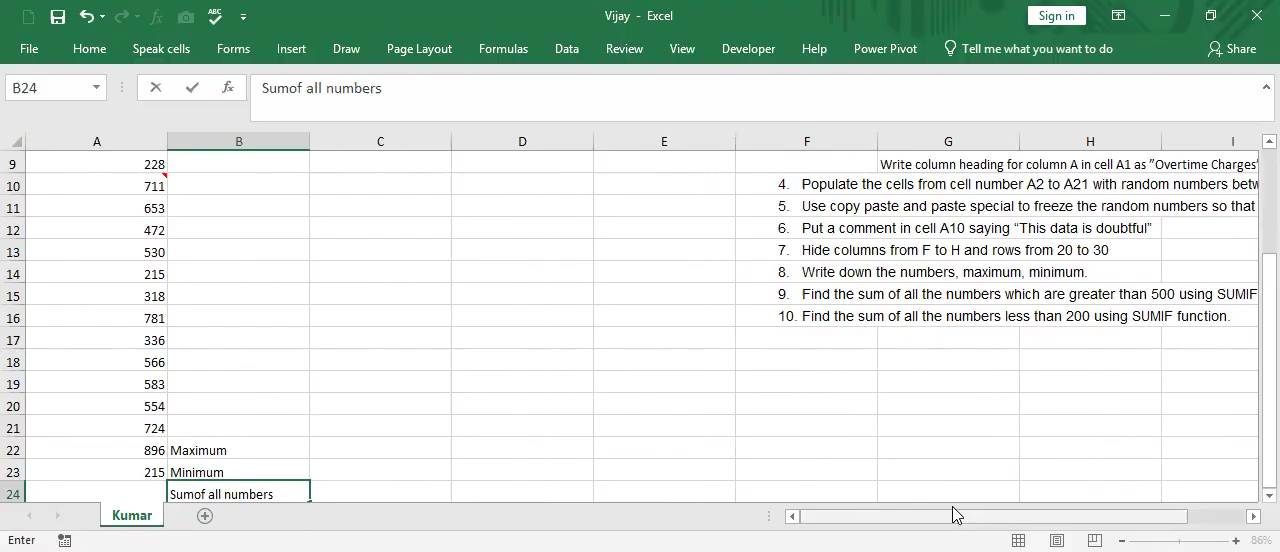 ABC
Vijay - Excel
Sign in
File Home Speak cells Forms Insert Draw Page Layout Formulas Data Review View Developer Help Power Pivot Tell me what you want to do Share
B24 fx Sumof all numbers
A B C D E F G H I
9 228 Write column heading for column A in cell A1 as ”Overtime Charges”
10 711 4. Populate the cells from cell number A2 to A21 with random numbers betw
11 653 5. Use copy paste and paste special to freeze the random numbers so that
12 472 6. Put a comment in cell A10 saying “This data is doubtful”
13 530 7. Hide columns from F to H and rows from 20 to 30
14 215 8. Write down the numbers, maximum, minimum.
15 318 9. Find the sum of all the numbers which are greater than 500 using SUMIF
16 781 10. Find the sum of all the numbers less than 200 using SUMIF function.
17 336
18 566
19 583
20 554
21 724
22 896 Maximum
23 215 Minimum
24 Sumof all numbers
Kumar
Enter 86%